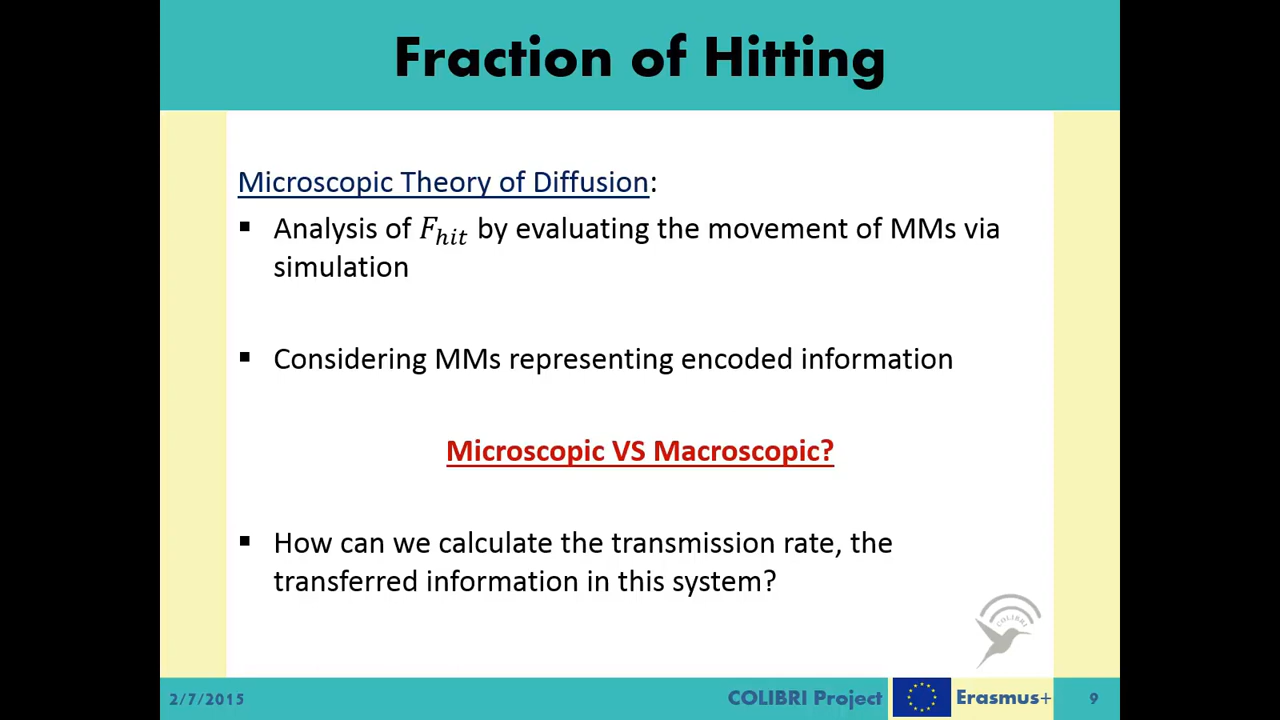 Fraction of Hitting
Microscopic Theory of Diffusion:
▪ Analysis of F_hit by evaluating the movement of MMs via
simulation
▪ Considering MMs representing encoded information
Microscopic VS Macroscopic?
▪ How can we calculate the transmission rate, the
transferred information in this system?
COLIBRI
2/7/2015
COLIBRI Project
Erasmus+
9